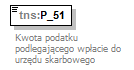 tns:P_51
Kwota podatku
podlegającego wpłacie do
urzędu skarbowego